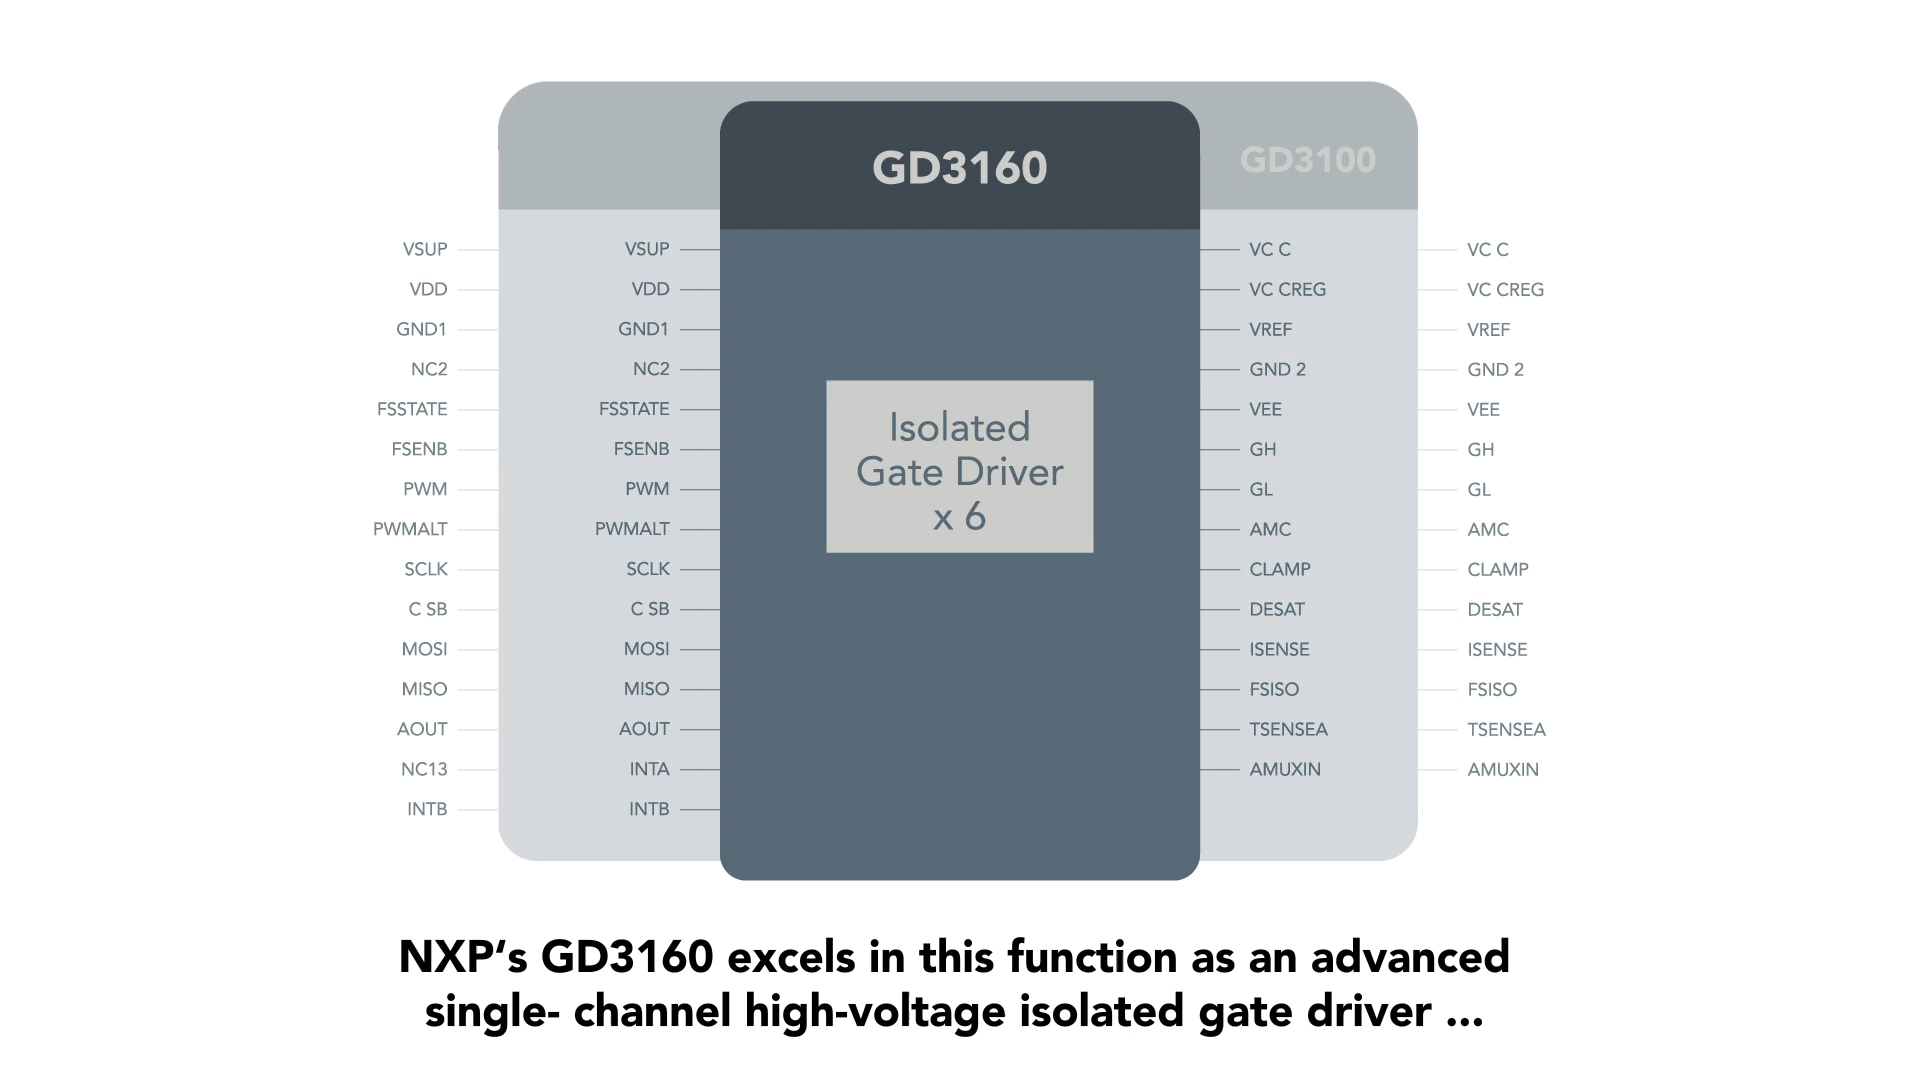 GD3160
GD3100
VSUP VSUP VC C VC C
VDD VDD VC CREG VC CREG
GND1 GND1 VREF VREF
NC2 NC2 GND 2 GND 2
FSSTATE FSSTATE VEE VEE
FSENB FSENB GH GH
PWM PWM GL GL
PWMALT PWMALT AMC AMC
SCLK SCLK CLAMP CLAMP
C SB C SB DESAT DESAT
MOSI MOSI ISENSE ISENSE
MISO MISO FSISO FSISO
AOUT AOUT TSENSEA TSENSEA
NC13 INTA AMUXIN AMUXIN
INTB INTB
Isolated
Gate Driver
x 6
NXP‘s GD3160 excels in this function as an advanced
single- channel high-voltage isolated gate driver ...